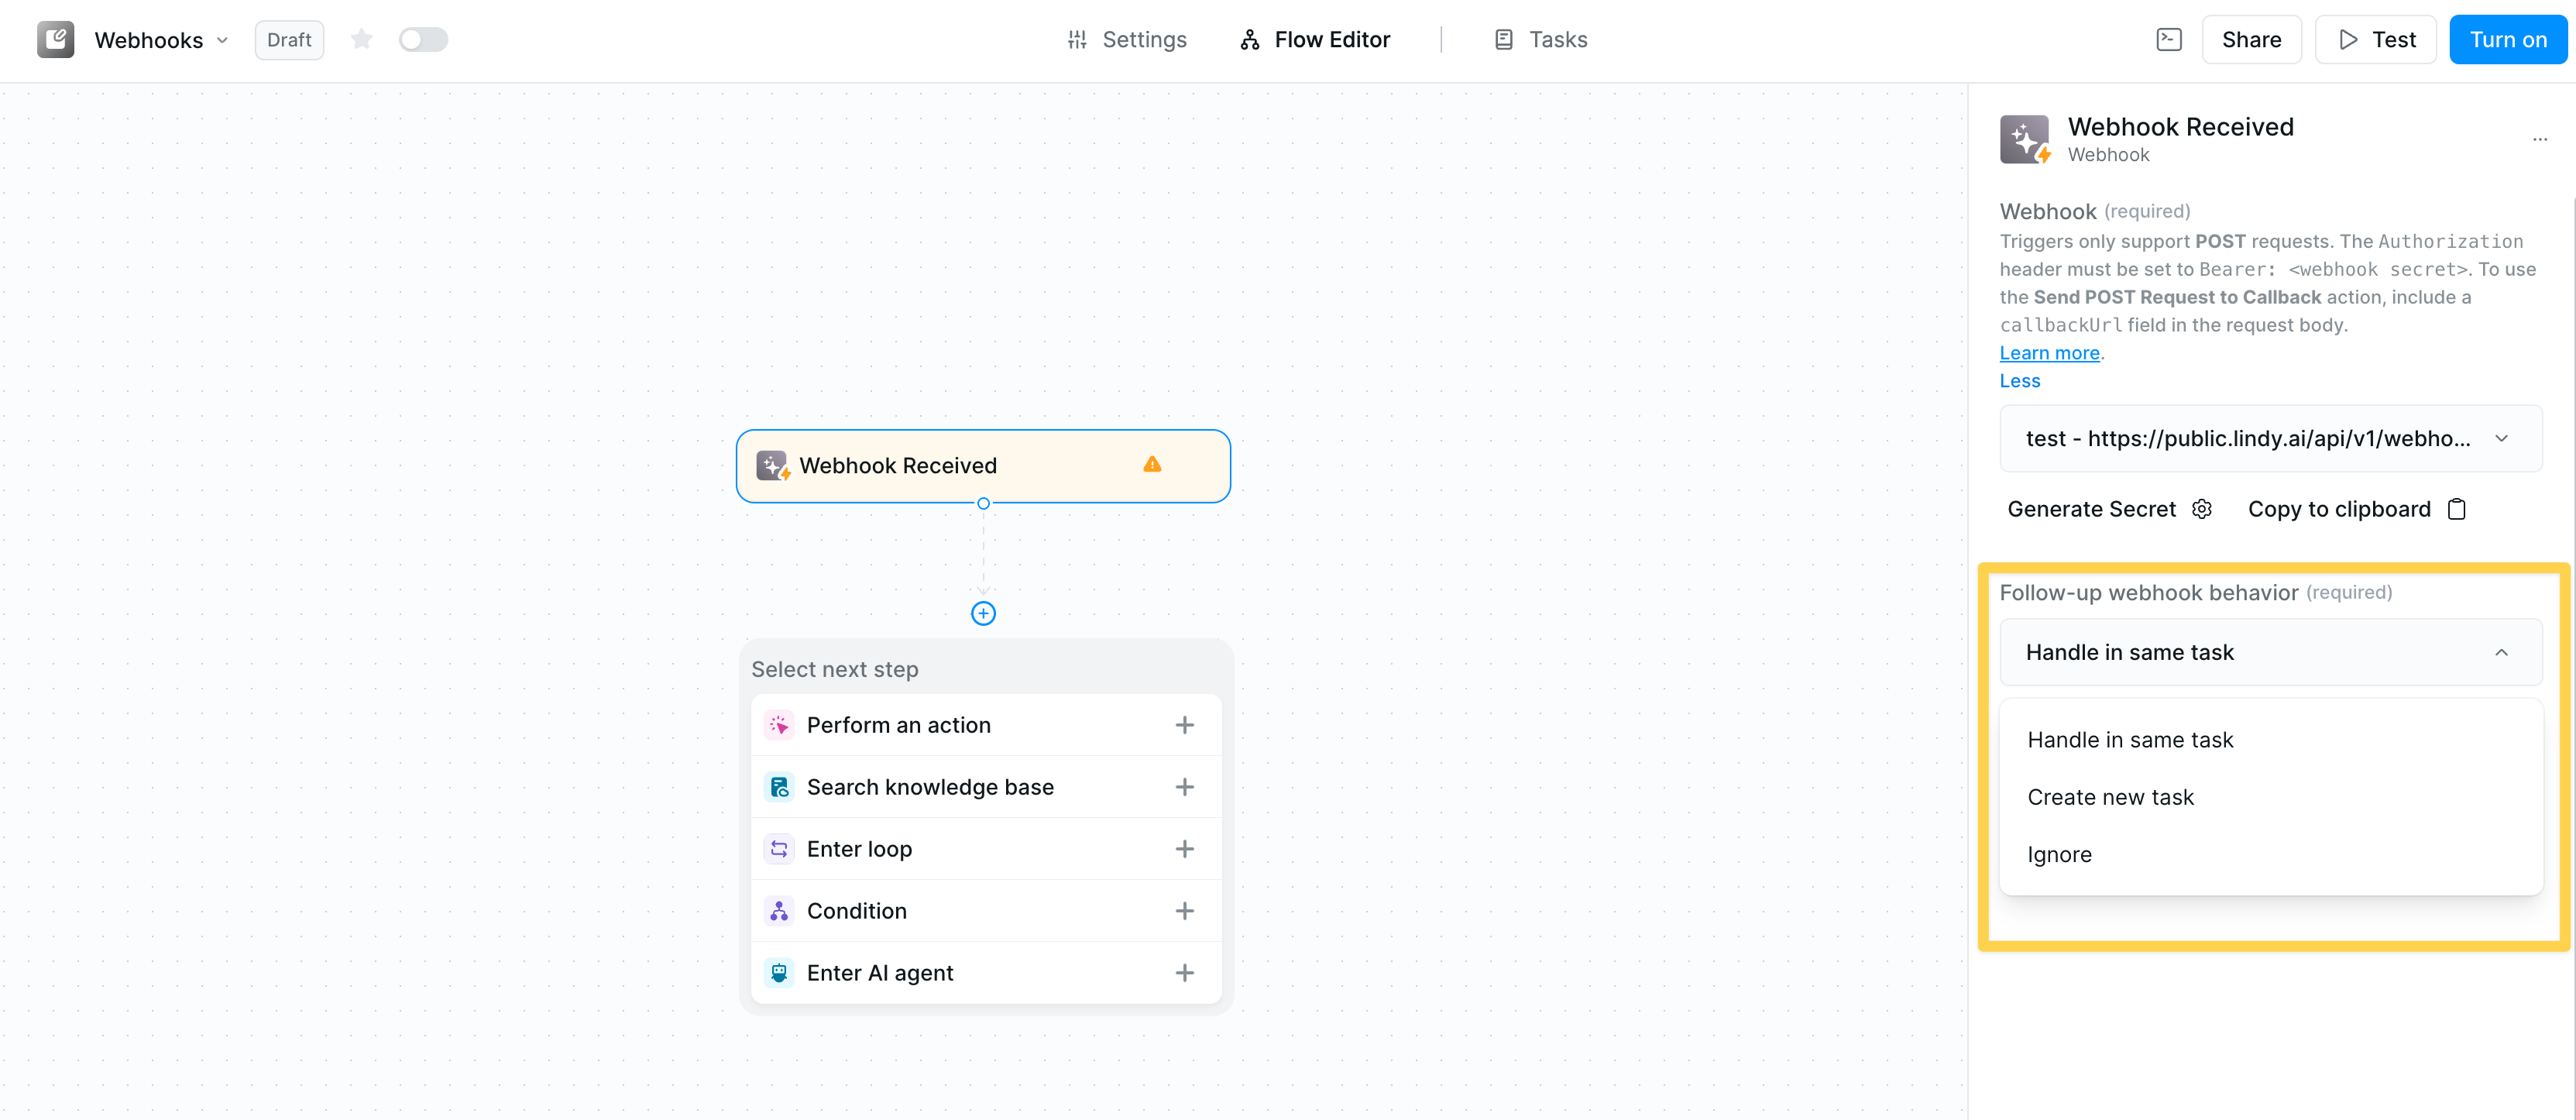 Webhooks
Draft
Settings
Flow Editor
Tasks
Share
Test
Turn on
Webhook Received
Select next step
Perform an action
Search knowledge base
Enter loop
Condition
Enter AI agent
Webhook Received
Webhook
Webhook (required)
Triggers only support POST requests. The Authorization
header must be set to Bearer: <webhook secret>. To use
the Send POST Request to Callback action, include a
callbackUrl field in the request body.
Learn more.
Less
test - https://public.lindy.ai/api/v1/webho...
Generate Secret
Copy to clipboard
Follow-up webhook behavior (required)
Handle in same task
Handle in same task
Create new task
Ignore